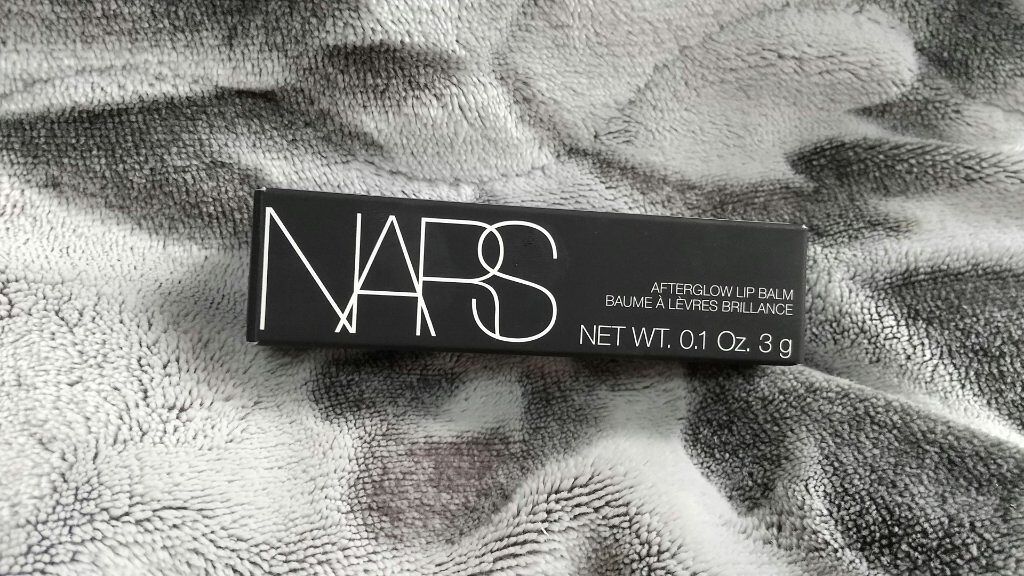 NARS
AFTERGLOW LIP BALM
BAUME À LÈVRES BRILLANCE
NET WT. 0.1 Oz. 3 g